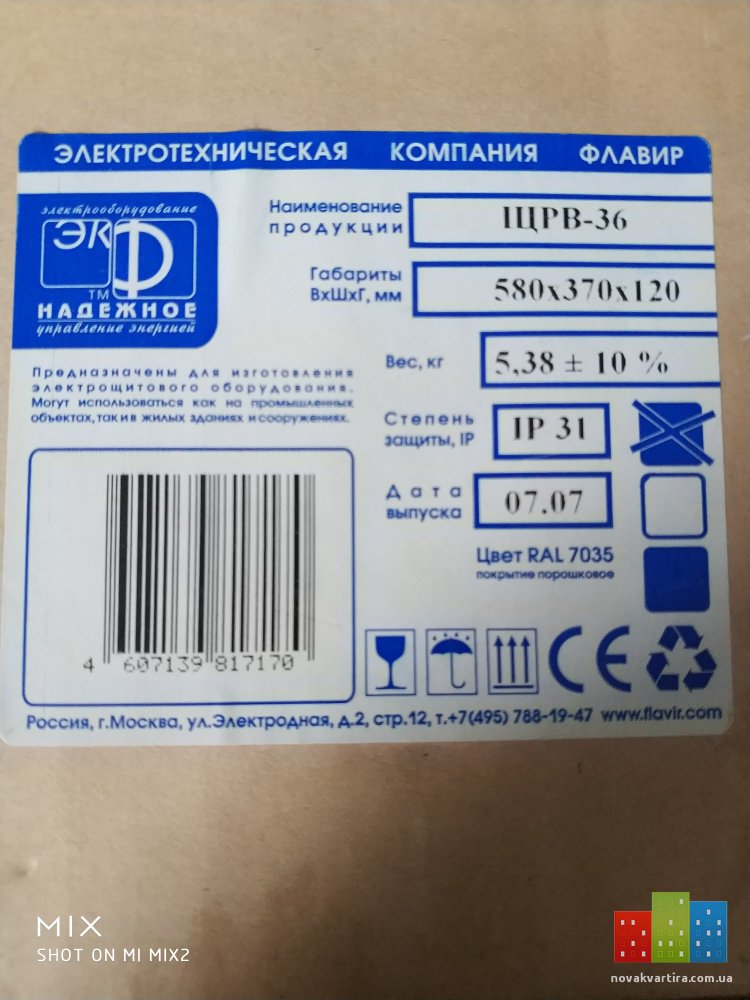 ЭЛЕКТРОТЕХНИЧЕСКАЯ КОМПАНИЯ ФЛАВИР
электрооборудование
ЭКФ
TM
НАДЕЖНОЕ
управление энергией
Наименование
продукции
ЩРВ-36
Габариты
ВхШхГ, мм
580х370х120
Предназначены для изготовления
электрощитового оборудования.
Могут использоваться как на промышленных
объектах, так и в жилых зданиях и сооружениях.
Вес, кг
5,38 ± 10 %
Степень
защиты, IP
IP 31
Дата
выпуска
07.07
Цвет RAL 7035
покрытие порошковое
4 607139 817170
CE
Россия, г.Москва, ул.Электродная, д.2, стр.12, т.+7(495) 788-19-47 www.flavir.com
MIX
SHOT ON MI MIX2
novakvartira.com.ua